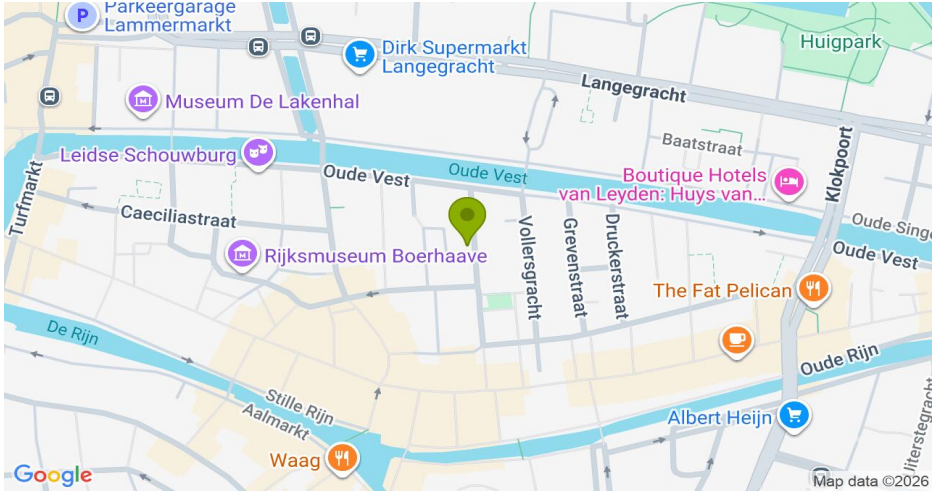 Parkeergarage
Lammermarkt
P
Dirk Supermarkt
Langegracht
Huigpark
Langegracht
Museum De Lakenhal
Baatstraat
Klokpoort
Leidse Schouwburg
Oude Vest
Oude Vest
Boutique Hotels
van Leyden: Huys van...
Turfmarkt
Caeciliastraat
Vollersgracht
Grevenstraat
Druckerstraat
Oude Singe
Oude Vest
Rijksmuseum Boerhaave
The Fat Pelican
De Rijn
Oude Rijn
Stille Rijn
Aalmarkt
Albert Heijn
Uiterstegracht
Waag
Google
Map data ©2026